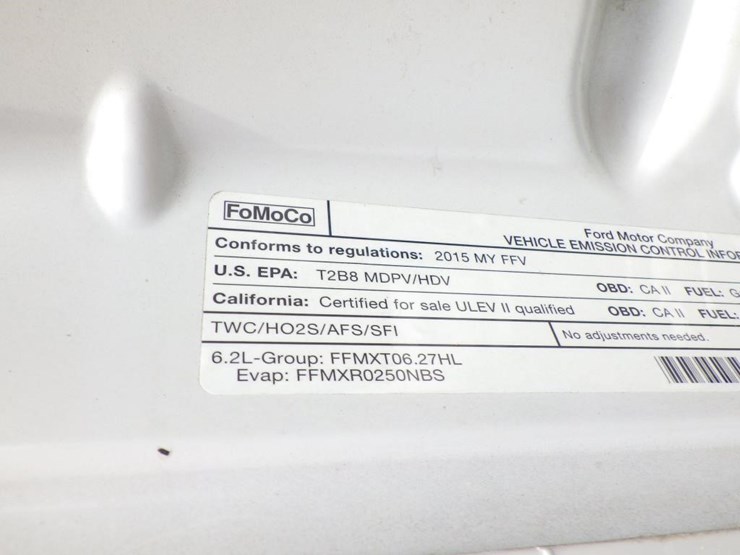 FoMoCo
Ford Motor Company
VEHICLE EMISSION CONTROL
Conforms to regulations: 2015 MY FFV
U.S. EPA: T2B8 MDPV/HDV OBD: CA II FUEL:
California: Certified for sale ULEV II qualified OBD: CA II FUEL:
TWC/HO2S/AFS/SFI No adjustments needed.
6.2L-Group: FFMXT06.27HL
Evap: FFMXR0250NBS